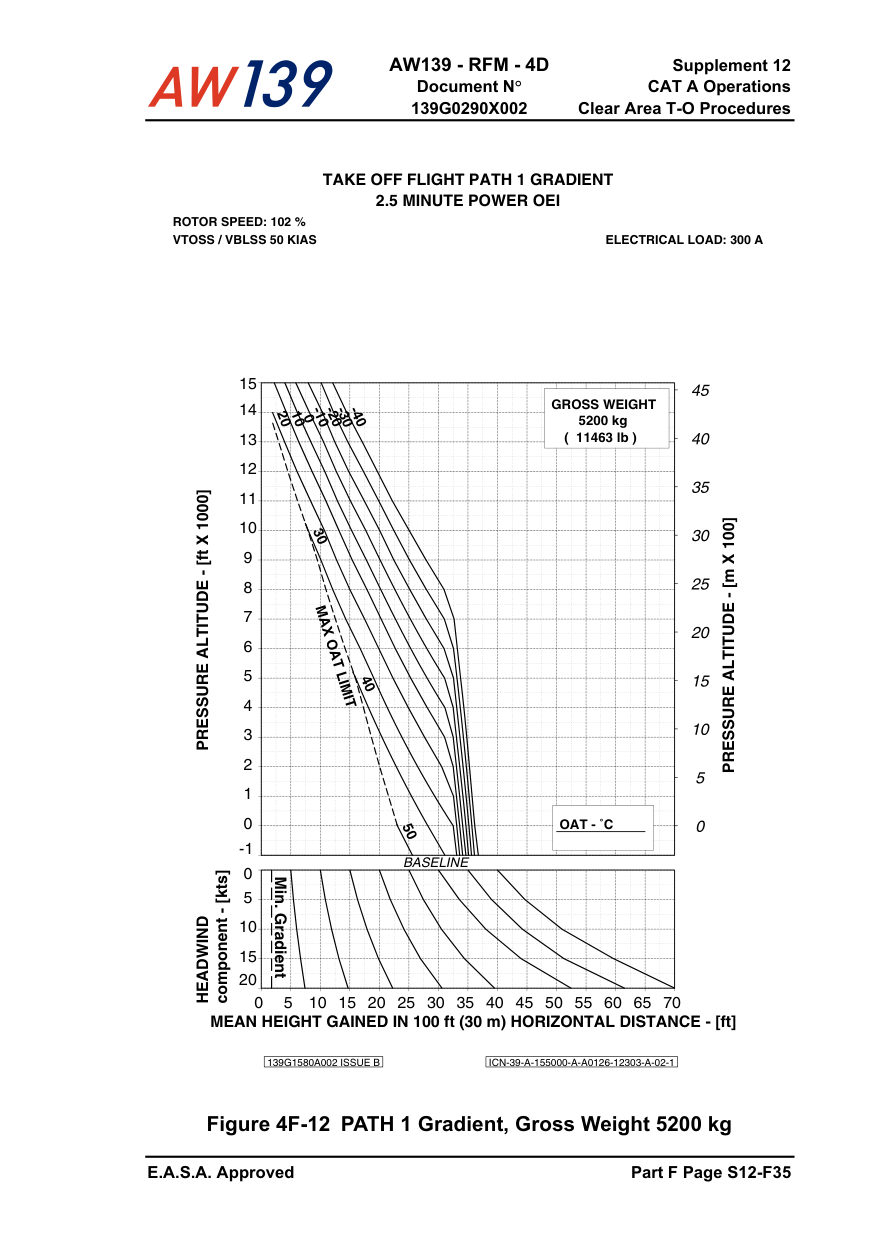 AW139
AW139 - RFM - 4D
Document N°
139G0290X002
Supplement 12
CAT A Operations
Clear Area T-O Procedures
TAKE OFF FLIGHT PATH 1 GRADIENT
2.5 MINUTE POWER OEI
ROTOR SPEED: 102 %
VTOSS / VBLSS 50 KIAS
ELECTRICAL LOAD: 300 A
PRESSURE ALTITUDE - [ft X 1000]
15
14
13
12
11
10
9
8
7
6
5
4
3
2
1
0
-1
20
10
0
-10
-20
-30
-40
30
MAX OAT LIMIT
40
50
GROSS WEIGHT
5200 kg
( 11463 lb )
OAT - °C
45
40
35
30
25
20
15
10
5
0
PRESSURE ALTITUDE - [m X 100]
BASELINE
HEADWIND
component - [kts]
0
5
10
15
20
Min. Gradient
0 5 10 15 20 25 30 35 40 45 50 55 60 65 70
MEAN HEIGHT GAINED IN 100 ft (30 m) HORIZONTAL DISTANCE - [ft]
139G1580A002 ISSUE B
ICN-39-A-155000-A-A0126-12303-A-02-1
Figure 4F-12 PATH 1 Gradient, Gross Weight 5200 kg
E.A.S.A. Approved
Part F Page S12-F35